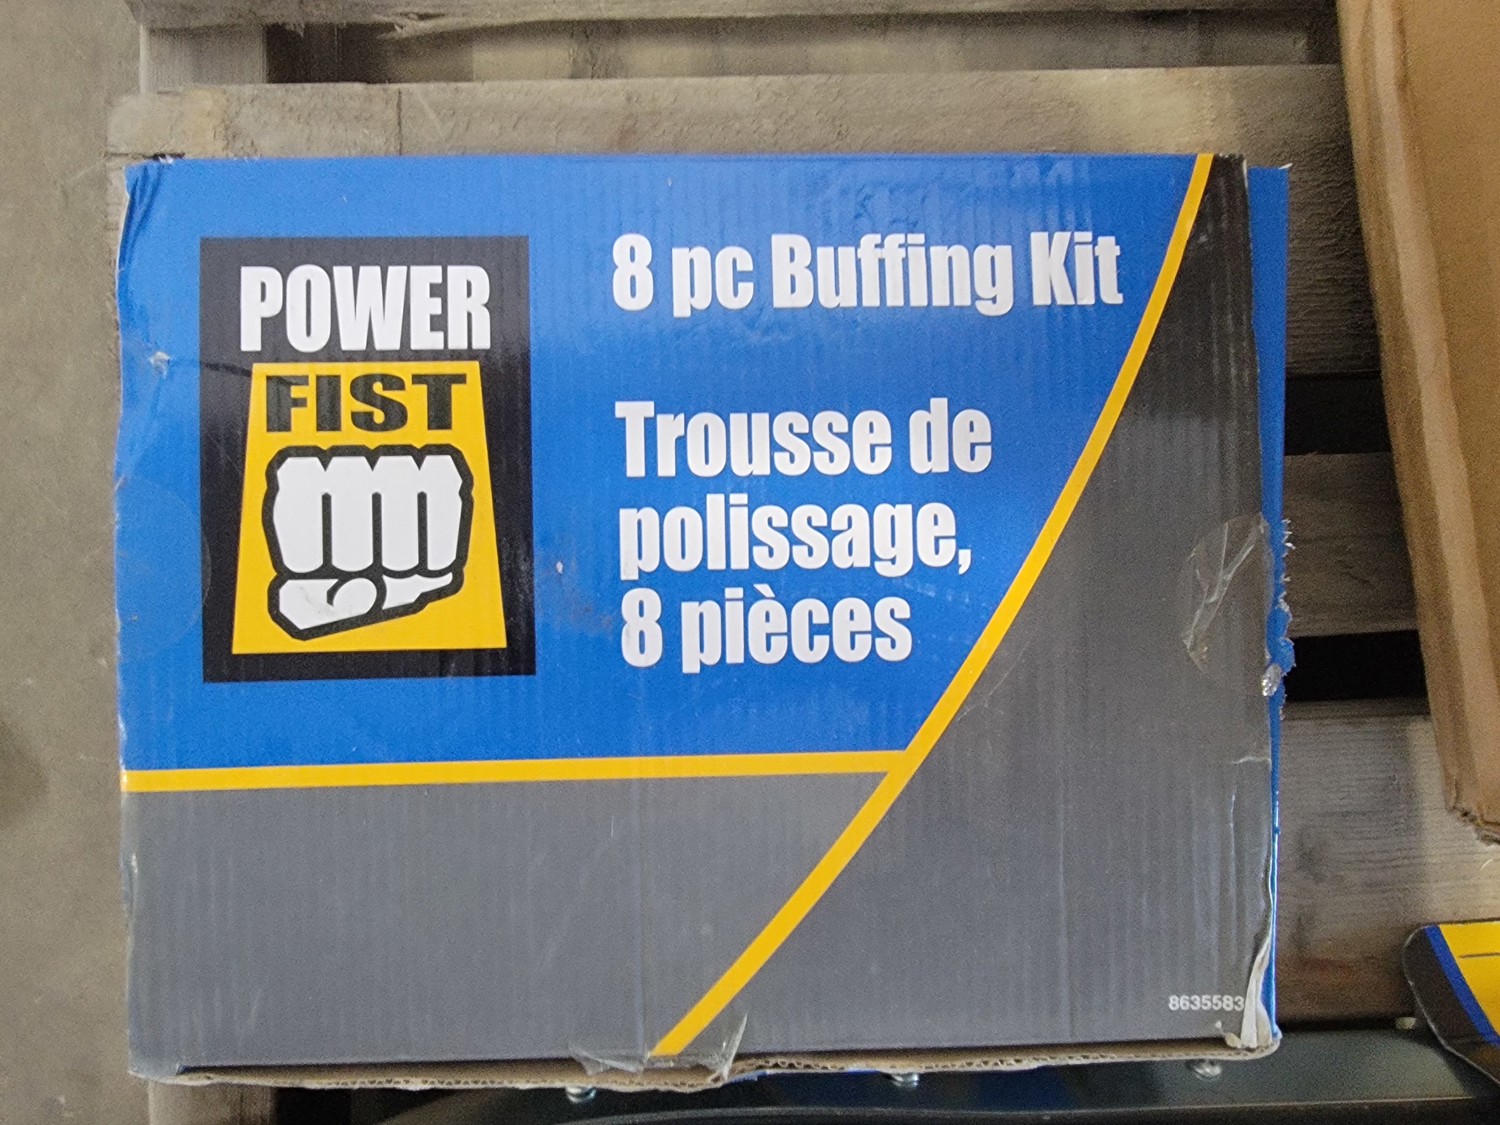 POWER
FIST
8 pc Buffing Kit
Trousse de
polissage,
8 pièces
8635583